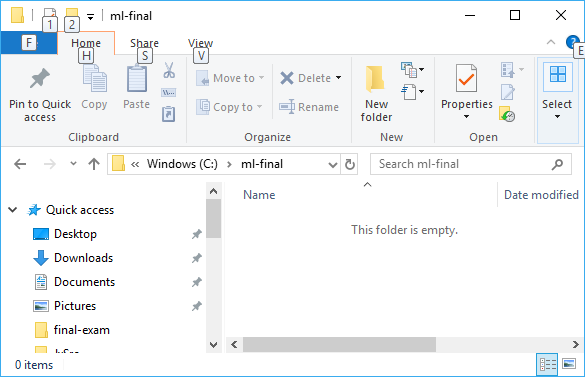 1 2 ml-final
F Home Share View
H S V E
Pin to Quick access
Copy
Paste
Move to
Copy to
Delete
Rename
New folder
Properties
Select
Clipboard Organize New Open
Windows (C:) ml-final
Search ml-final
Name Date modified
Quick access
Desktop
Downloads
Documents
Pictures
final-exam
This folder is empty.
0 items